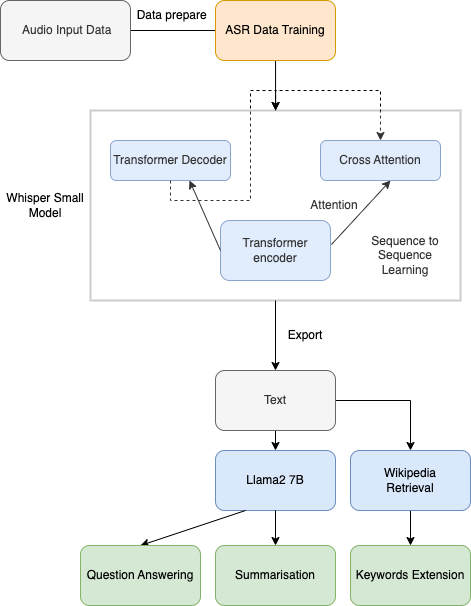 Audio Input Data
Data prepare
ASR Data Training
Transformer Decoder
Cross Attention
Whisper Small
Model
Attention
Transformer
encoder
Sequence to
Sequence
Learning
Export
Text
Llama2 7B
Wikipedia
Retrieval
Question Answering
Summarisation
Keywords Extension